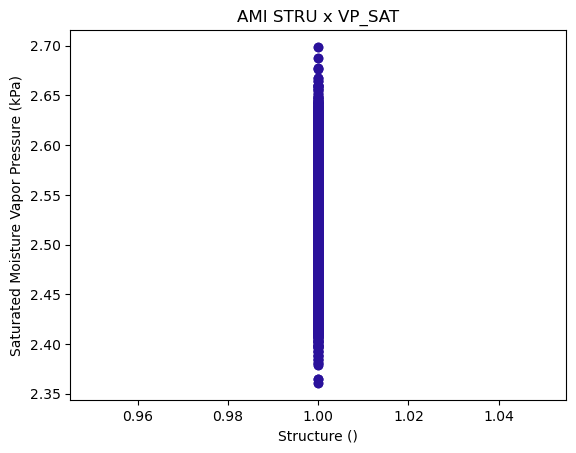 AMI STRU x VP_SAT
Saturated Moisture Vapor Pressure (kPa)
2.70
2.65
2.60
2.55
2.50
2.45
2.40
2.35
0.96 0.98 1.00 1.02 1.04
Structure ()